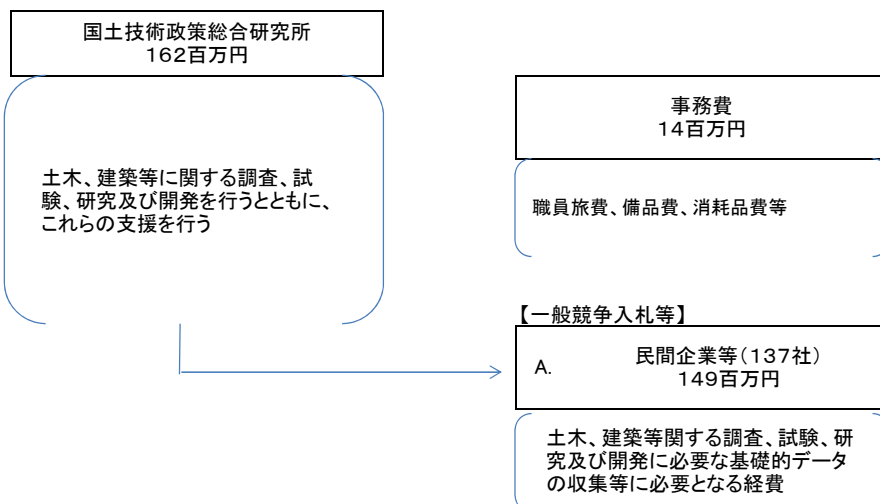 国土技術政策総合研究所
162百万円
土木、建築等に関する調査、試
験、研究及び開発を行うとともに、
これらの支援を行う
事務費
14百万円
職員旅費、備品費、消耗品費等
【一般競争入札等】
A.
民間企業等(137社)
149百万円
土木、建築等関する調査、試験、研
究及び開発に必要な基礎的データ
の収集等に必要となる経費